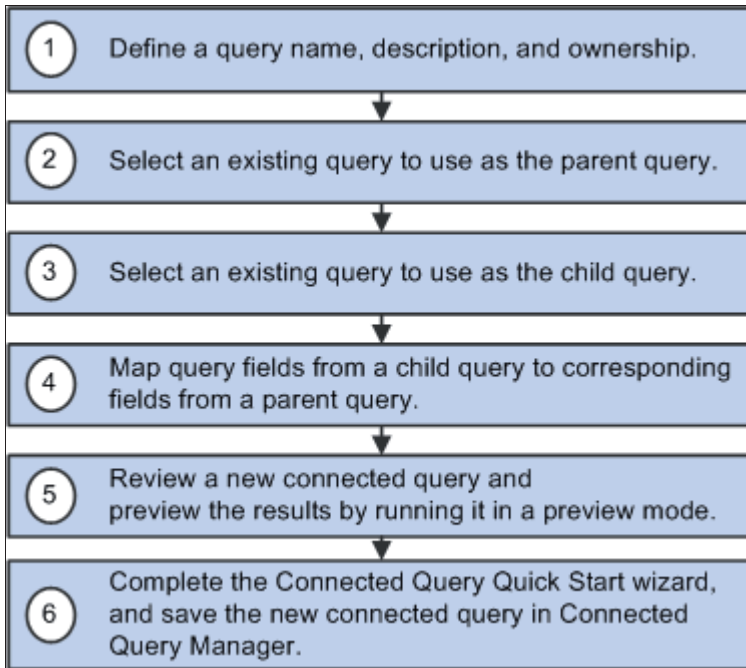 1
Define a query name, description, and ownership.
2
Select an existing query to use as the parent query.
3
Select an existing query to use as the child query.
4
Map query fields from a child query to corresponding
fields from a parent query.
5
Review a new connected query and
preview the results by running it in a preview mode.
6
Complete the Connected Query Quick Start wizard,
and save the new connected query in Connected
Query Manager.